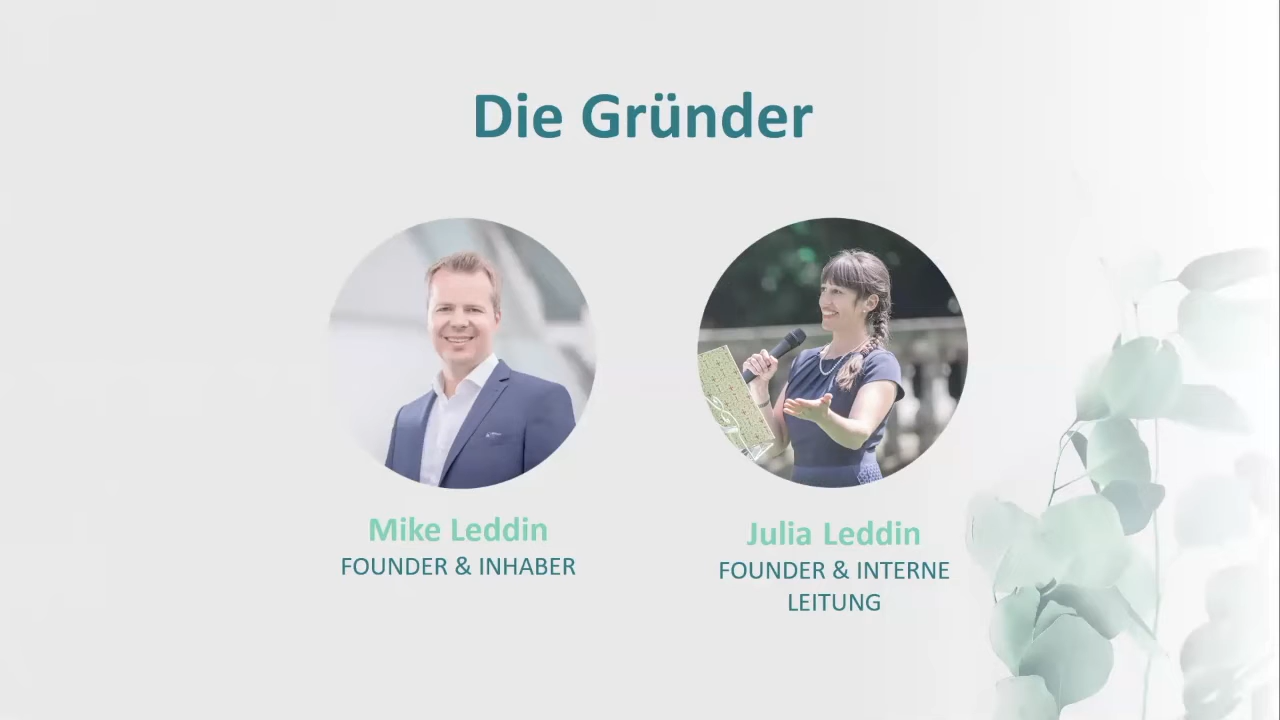 Die Gründer
Mike Leddin
FOUNDER & INHABER
Julia Leddin
FOUNDER & INTERNE
LEITUNG